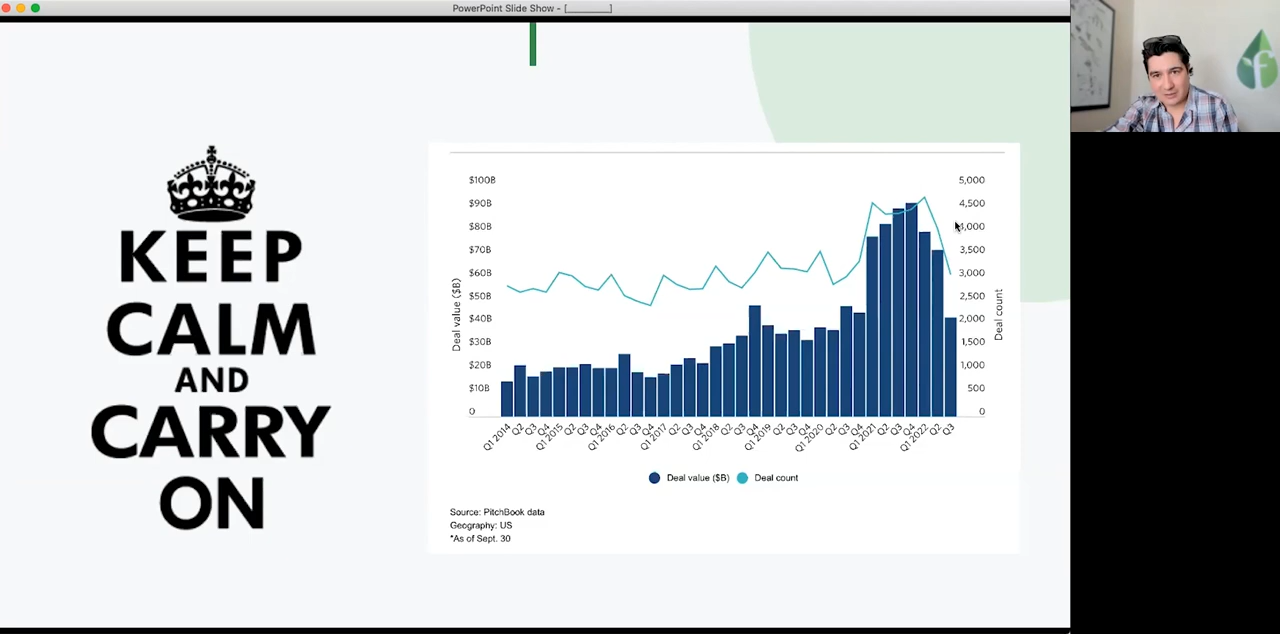 PowerPoint Slide Show - [_______]
KEEP
CALM
AND
CARRY
ON
f
$100B
$90B
$80B
$70B
$60B
$50B
$40B
$30B
$20B
$10B
0
Deal value ($B)
5,000
4,500
4,000
3,500
3,000
2,500
2,000
1,500
1,000
500
0
Deal count
Q1 2014 Q2 Q3 Q4 Q1 2015 Q2 Q3 Q4 Q1 2016 Q2 Q3 Q4 Q1 2017 Q2 Q3 Q4 Q1 2018 Q2 Q3 Q4 Q1 2019 Q2 Q3 Q4 Q1 2020 Q2 Q3 Q4 Q1 2021 Q2 Q3 Q4 Q1 2022 Q2 Q3
Deal value ($B) Deal count
Source: PitchBook data
Geography: US
*As of Sept. 30